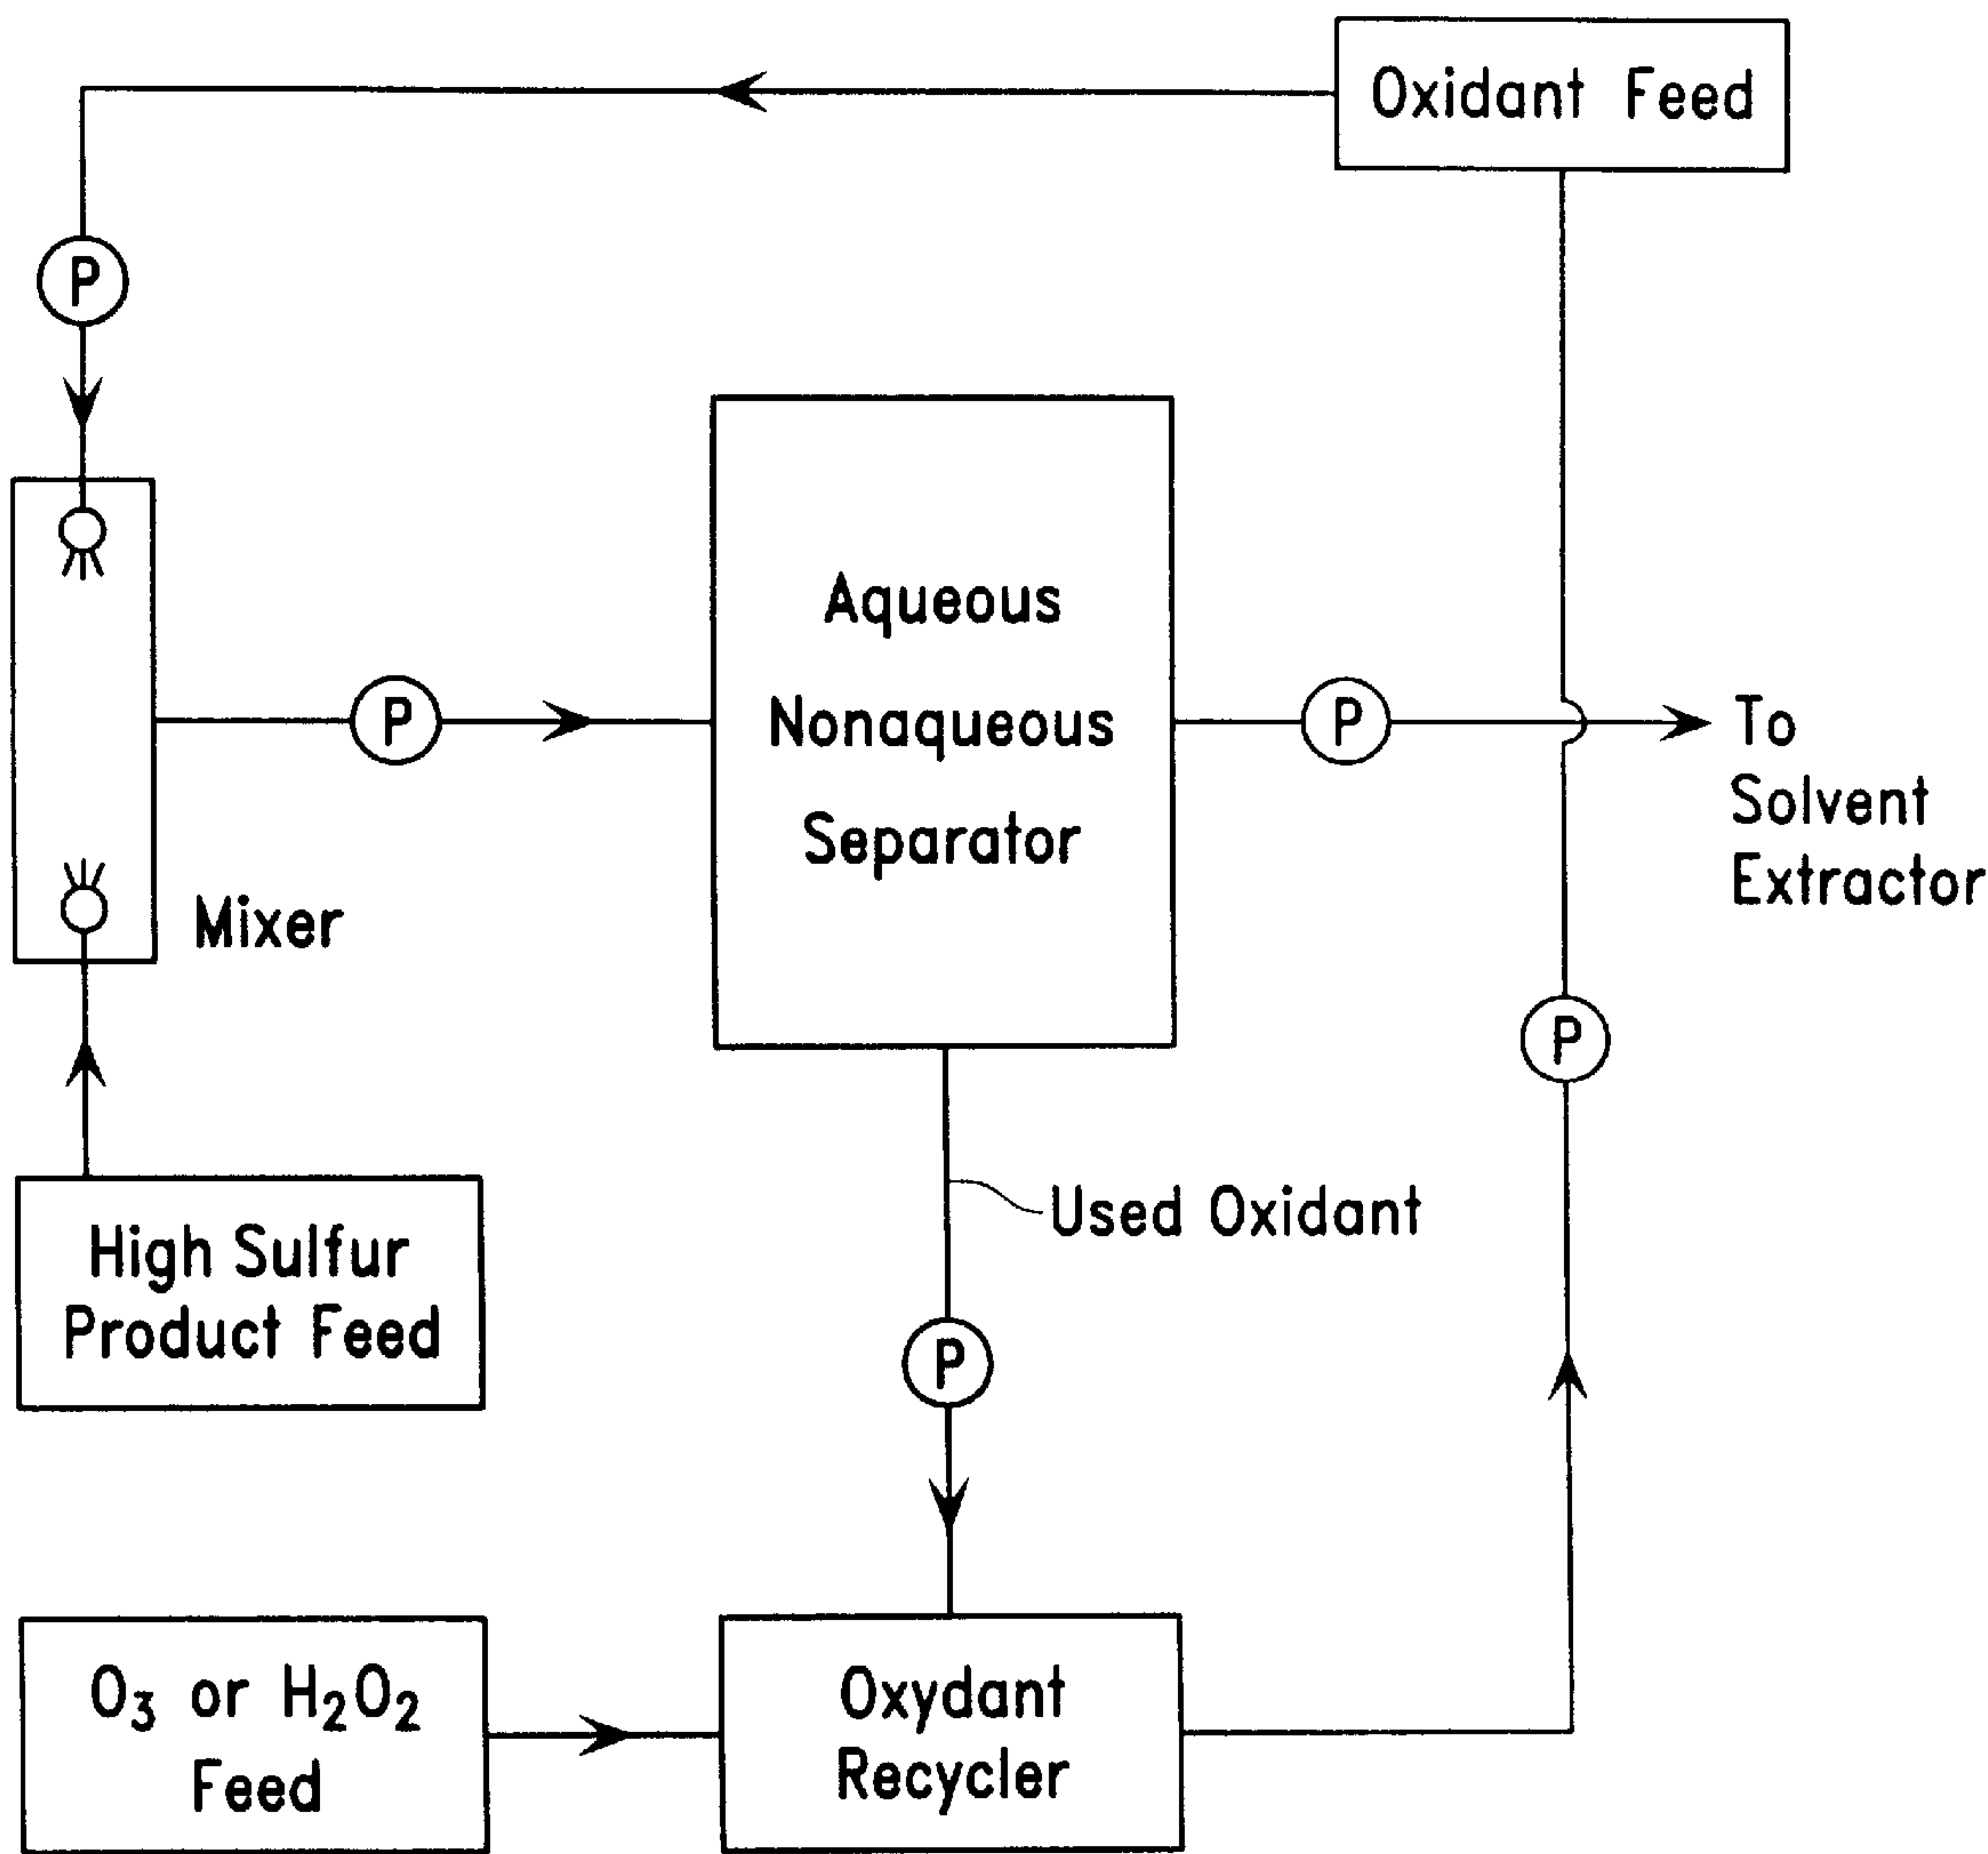 Oxidant Feed
P
P
P
Aqueous
Nonaqueous
Separator
To
Solvent
Extractor
Mixer
P
High Sulfur
Product Feed
Used Oxidant
P
O₃ or H₂O₂
Feed
Oxydant
Recycler